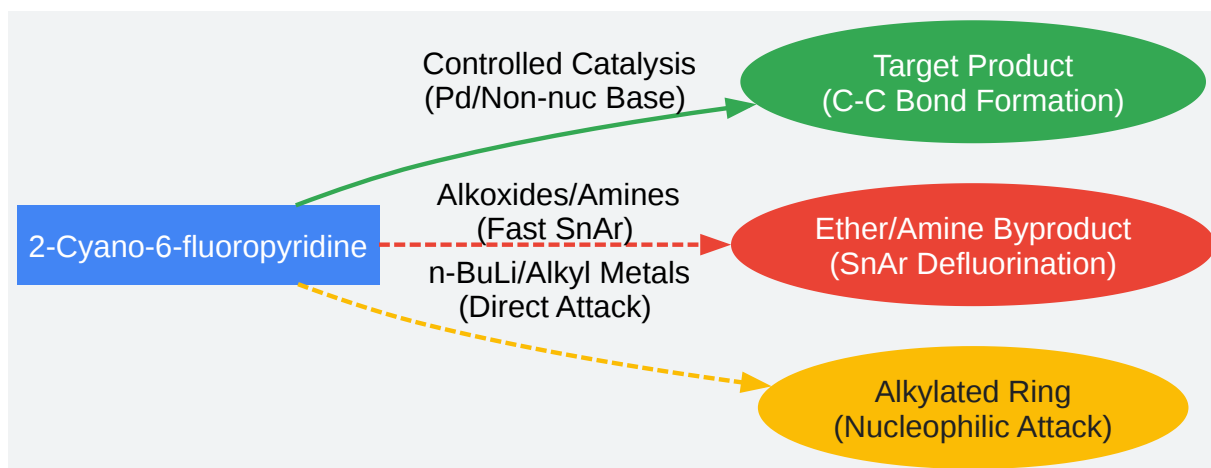 Controlled Catalysis
(Pd/Non-nuc Base)
Target Product
(C-C Bond Formation)
2-Cyano-6-fluoropyridine
Alkoxides/Amines
(Fast SnAr)
Ether/Amine Byproduct
(SnAr Defluorination)
n-BuLi/Alkyl Metals
(Direct Attack)
Alkylated Ring
(Nucleophilic Attack)